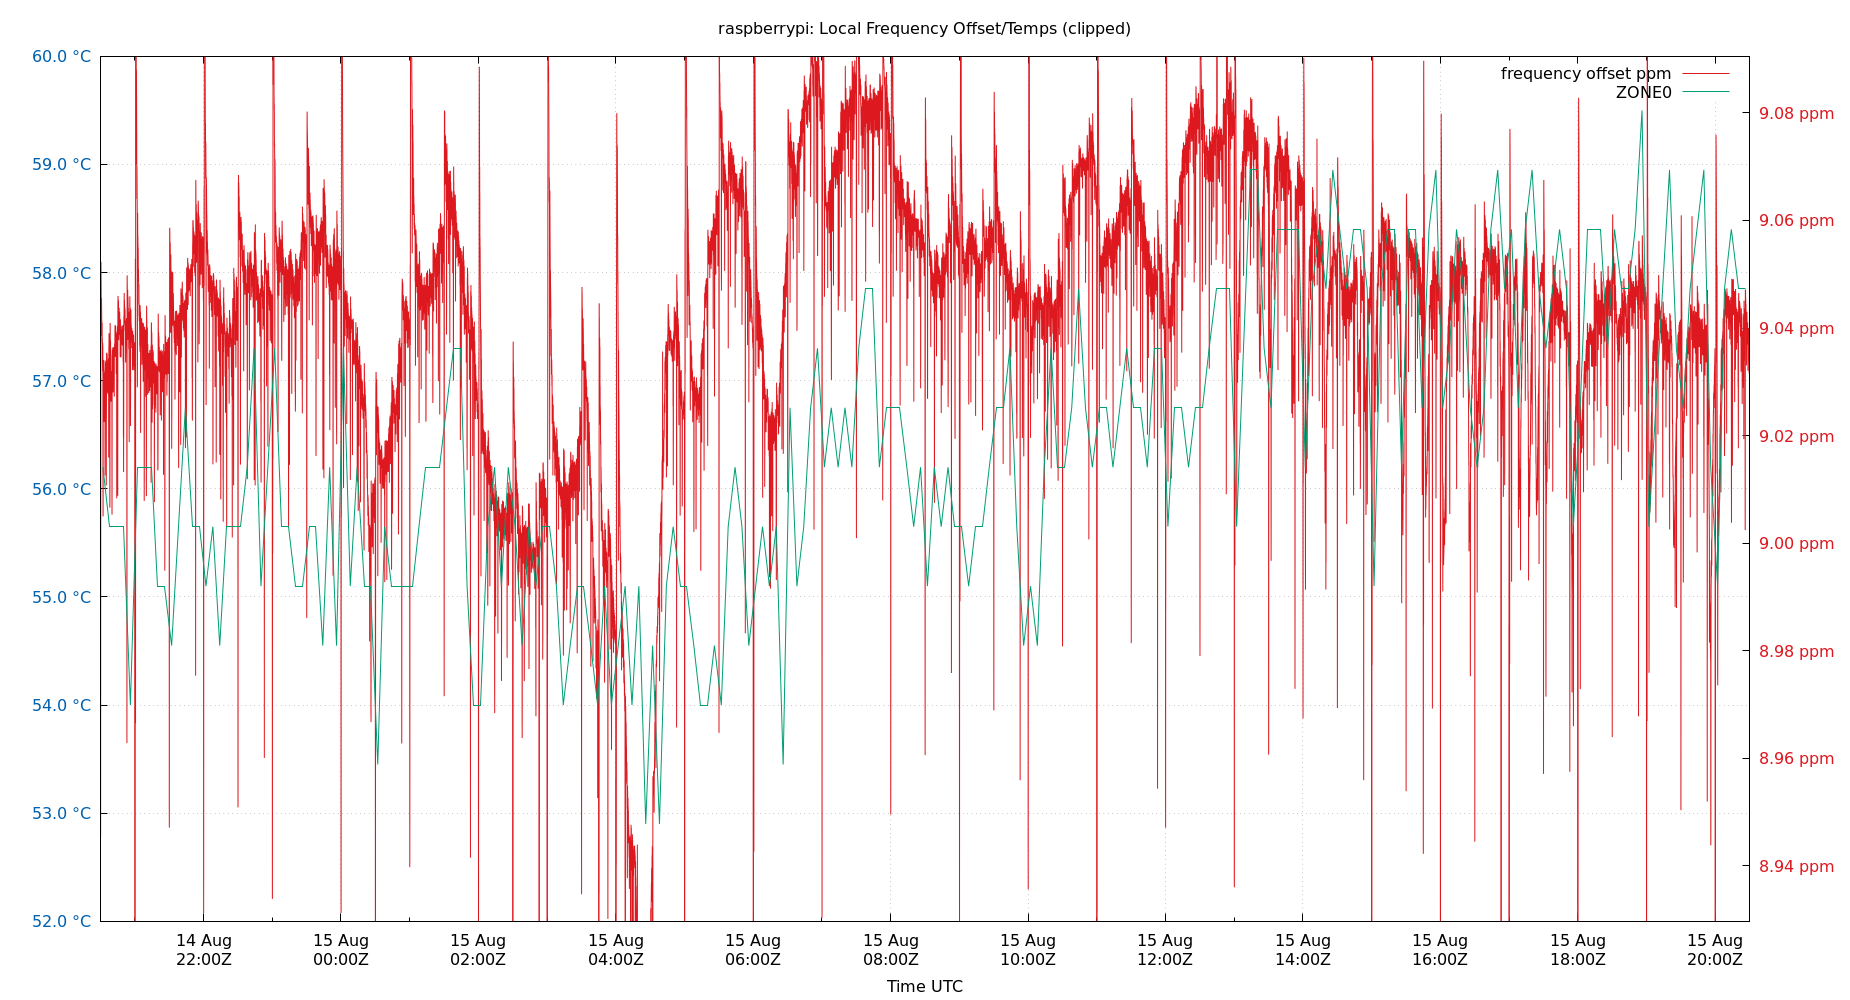 raspberrypi: Local Frequency Offset/Temps (clipped)
60.0 °C
59.0 °C
58.0 °C
57.0 °C
56.0 °C
55.0 °C
54.0 °C
53.0 °C
52.0 °C
frequency offset ppm
ZONE0
9.08 ppm
9.06 ppm
9.04 ppm
9.02 ppm
9.00 ppm
8.98 ppm
8.96 ppm
8.94 ppm
14 Aug 15 Aug 15 Aug 15 Aug 15 Aug 15 Aug 15 Aug 15 Aug 15 Aug 15 Aug 15 Aug 15 Aug
22:00Z 00:00Z 02:00Z 04:00Z 06:00Z 08:00Z 10:00Z 12:00Z 14:00Z 16:00Z 18:00Z 20:00Z
Time UTC